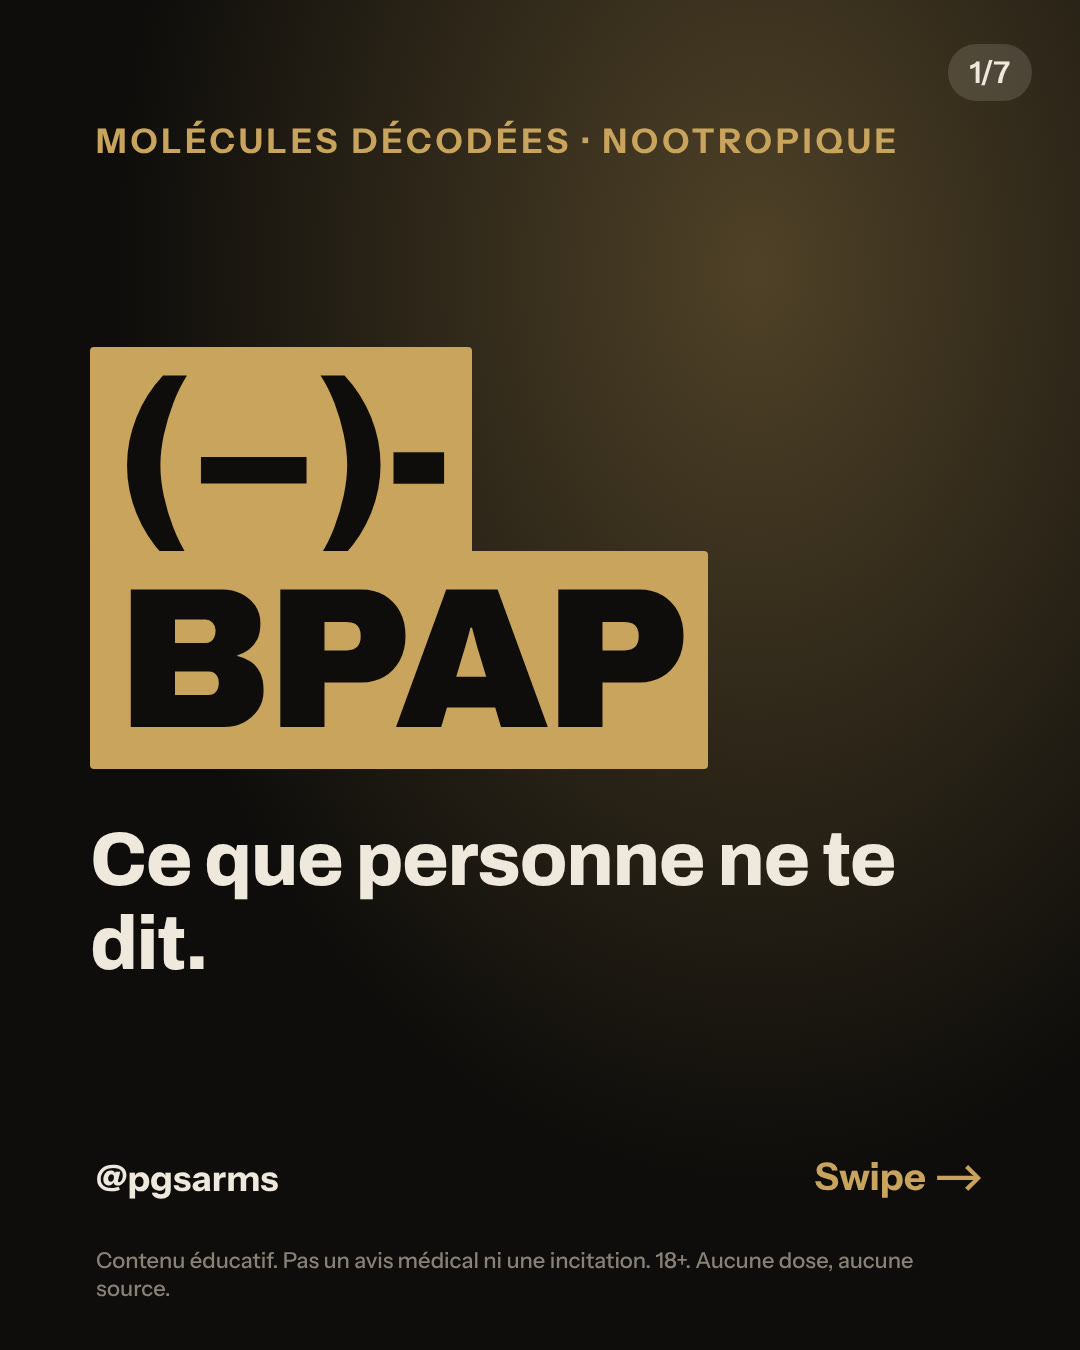 1/7
MOLÉCULES DÉCODÉES · NOOTROPIQUE
(–)-
BPAP
Ce que personne ne te
dit.
@pgsarms
Swipe →
Contenu éducatif. Pas un avis médical ni une incitation. 18+. Aucune dose, aucune
source.